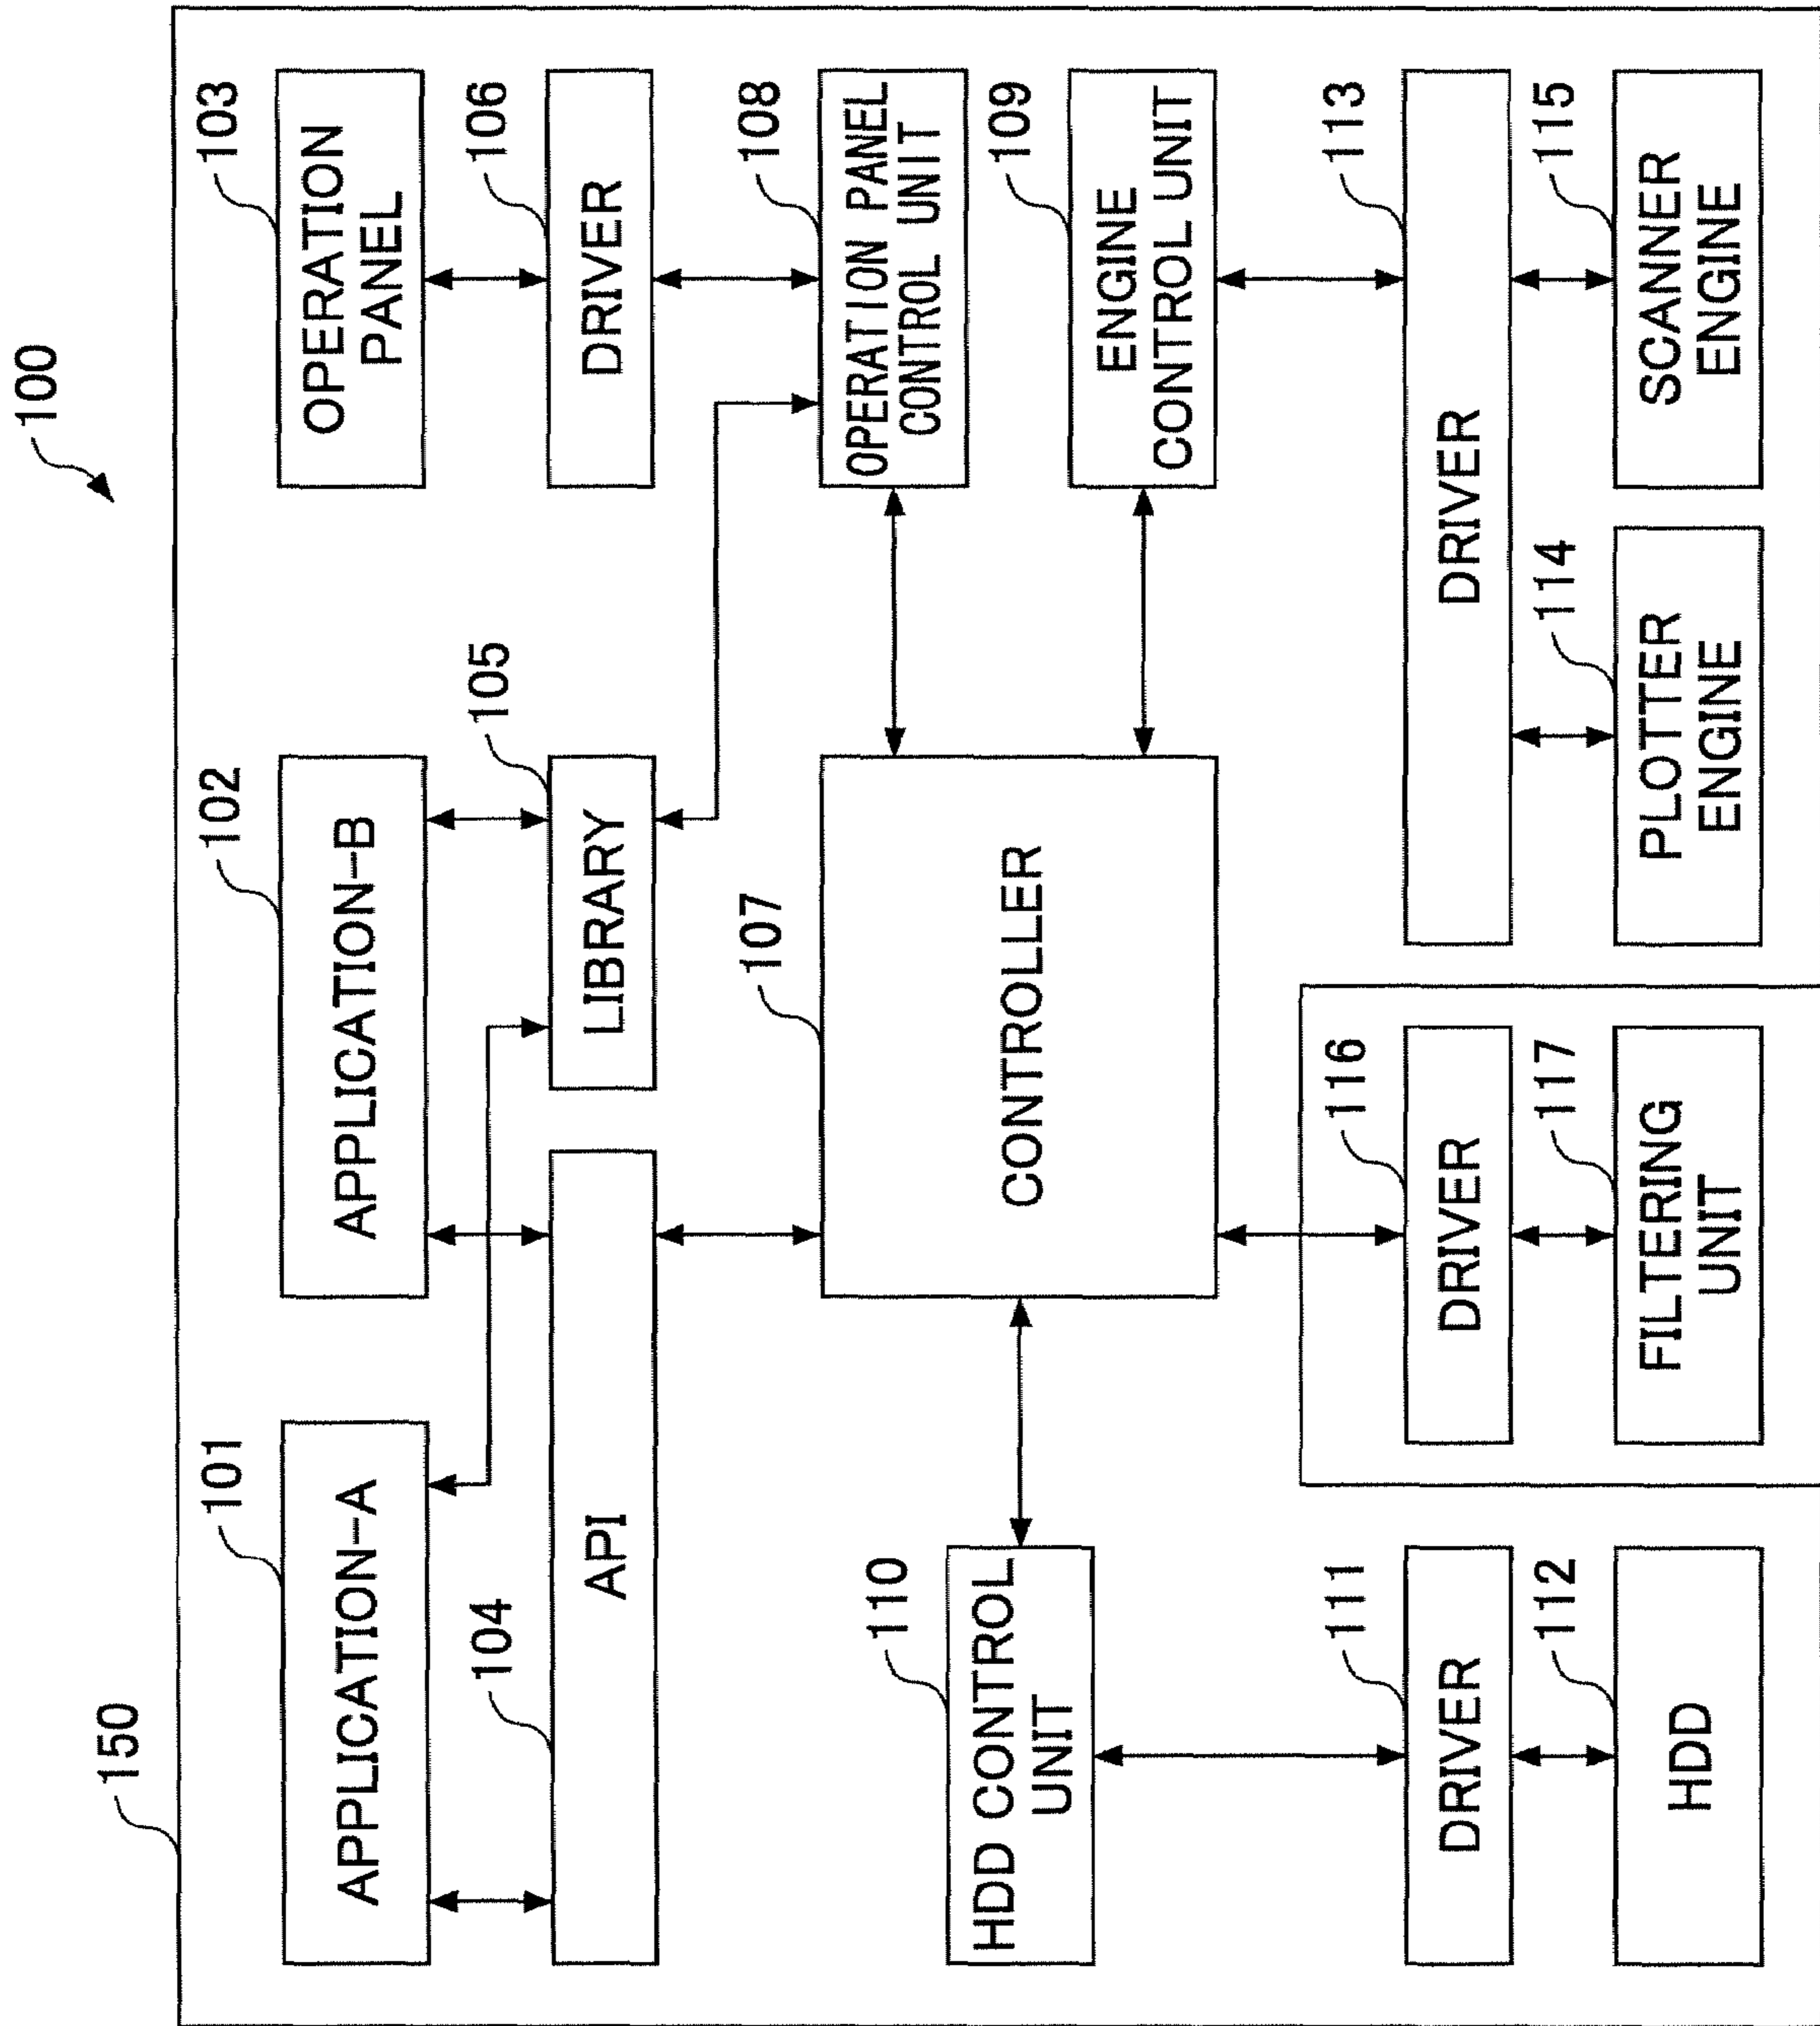 100
150
101
APPLICATION-A
102
APPLICATION-B
103
OPERATION
PANEL
104
API
105
LIBRARY
106
DRIVER
107
CONTROLLER
108
OPERATION PANEL
CONTROL UNIT
109
ENGINE
CONTROL UNIT
110
HDD CONTROL
UNIT
111
DRIVER
112
HDD
116
DRIVER
117
FILTERING
UNIT
113
DRIVER
114
PLOTTER
ENGINE
115
SCANNER
ENGINE